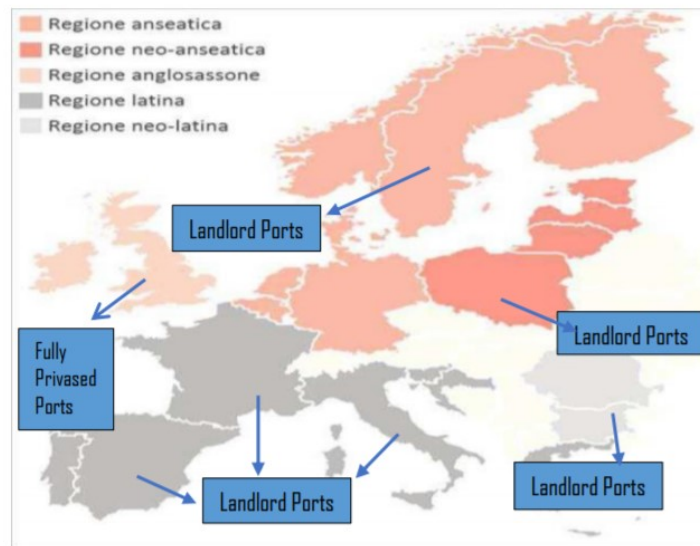 Regione anseatica
Regione neo-anseatica
Regione anglosassone
Regione latina
Regione neo-latina
Landlord Ports
Landlord Ports
Fully
Privased
Ports
Landlord Ports
Landlord Ports